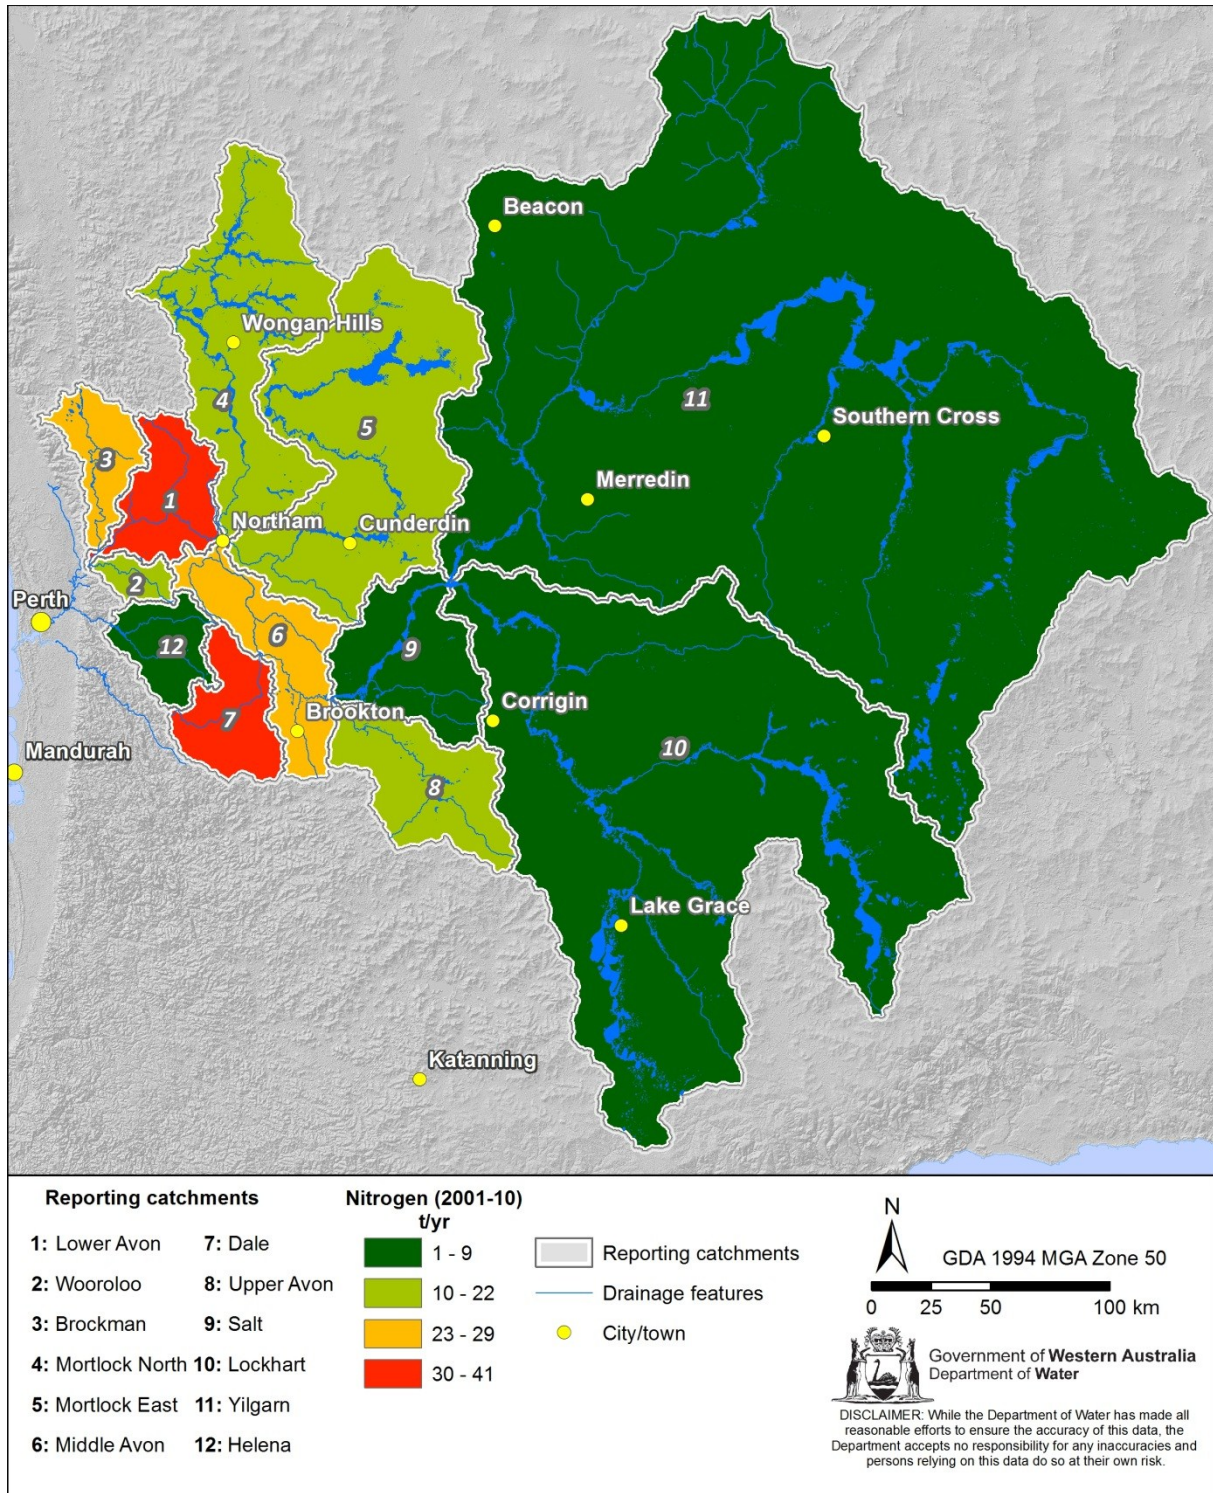 Beacon
Wongan Hills
4
11
5
Southern Cross
3
1
Merredin
Northam
Cunderdin
2
Perth
6
12
9
Corrigin
7
Brookton
10
Mandurah
8
Lake Grace
Katanning
Reporting catchments
1: Lower Avon
2: Wooroloo
3: Brockman
4: Mortlock North
5: Mortlock East
6: Middle Avon
7: Dale
8: Upper Avon
9: Salt
10: Lockhart
11: Yilgarn
12: Helena
Nitrogen (2001-10)
t/yr
1 - 9
10 - 22
23 - 29
30 - 41
Reporting catchments
Drainage features
City/town
N
GDA 1994 MGA Zone 50
0 25 50 100 km
Government of Western Australia
Department of Water
DISCLAIMER: While the Department of Water has made all
reasonable efforts to ensure the accuracy of this data, the
Department accepts no responsibility for any inaccuracies and
persons relying on this data do so at their own risk.